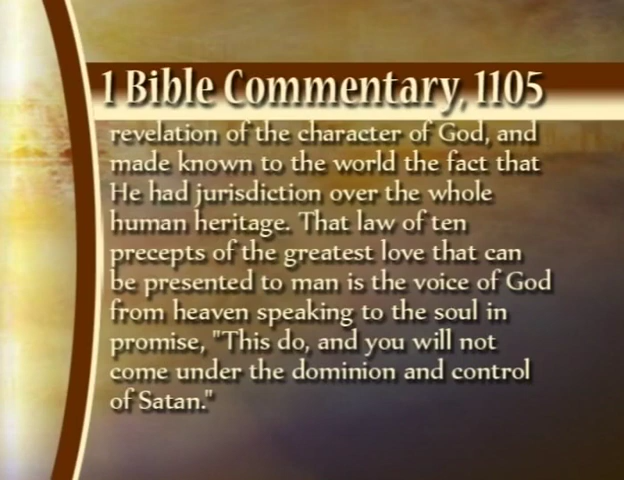 1 Bible Commentary, 1105
revelation of the character of God, and
made known to the world the fact that
He had jurisdiction over the whole
human heritage. That law of ten
precepts of the greatest love that can
be presented to man is the voice of God
from heaven speaking to the soul in
promise, "This do, and you will not
come under the dominion and control
of Satan."